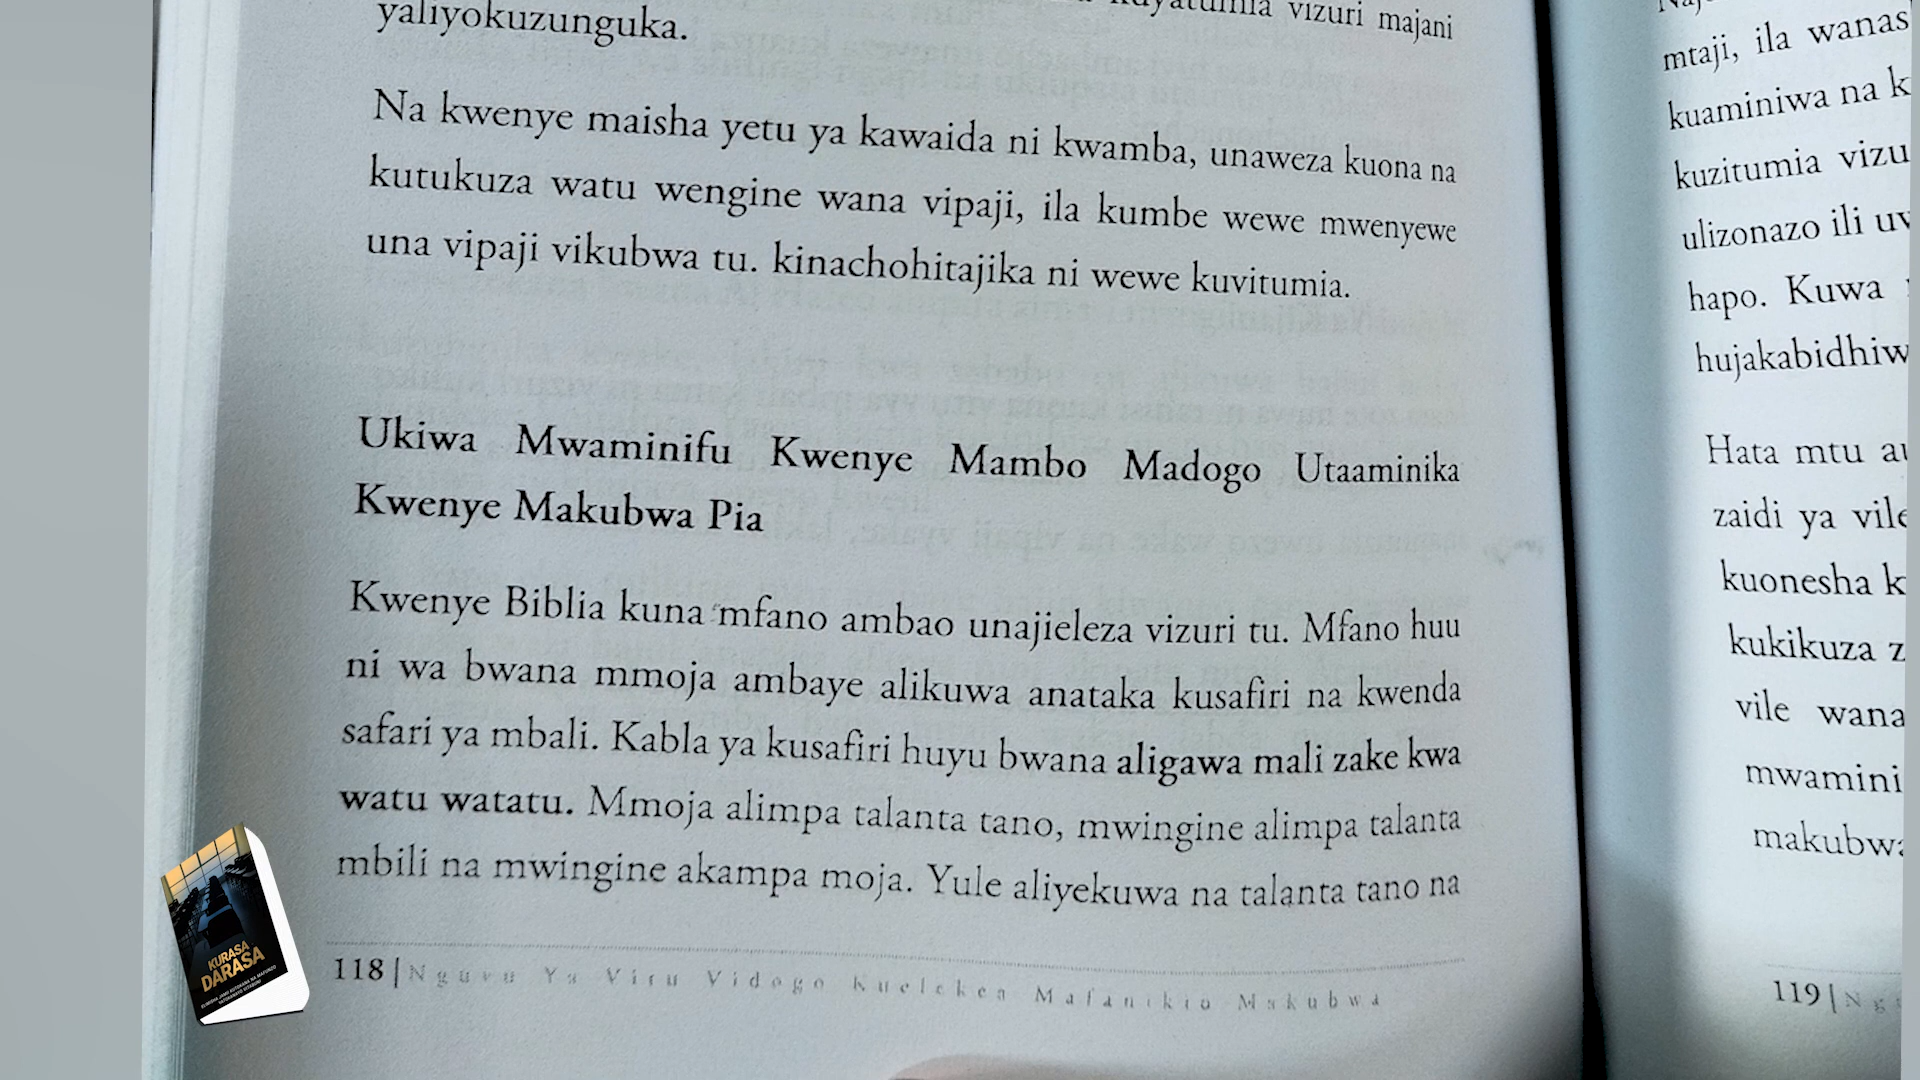 vizuri majani
yaliyokuzunguka.
Na kwenye maisha yetu ya kawaida ni kwamba, unaweza kuona na
kutukuza watu wengine wana vipaji, ila kumbe wewe mwenyewe
una vipaji vikubwa tu. kinachohitajika ni wewe kuvitumia.
Ukiwa Mwaminifu Kwenye Mambo Madogo Utaaminika
Kwenye Makubwa Pia
Kwenye Biblia kuna mfano ambao unajieleza vizuri tu. Mfano huu
ni wa bwana mmoja ambaye alikuwa anataka kusafiri na kwenda
safari ya mbali. Kabla ya kusafiri huyu bwana aligawa mali zake kwa
watu watatu. Mmoja alimpa talanta tano, mwingine alimpa talanta
mbili na mwingine akampa moja. Yule aliyekuwa na talanta tano na
118 | Nguvu Ya Vitu Vidogo Kuelekea Mafanikio Makubwa
KURASA
DARASA
mtaji, ila wanas
kuaminiwa na k
kuzitumia vizu
ulizonazo ili uv
hapo. Kuwa
hujakabidhiw
Hata mtu au
zaidi ya vile
kuonesha k
kukikuza z
vile wana
mwamini
makubwa
119 | Ng